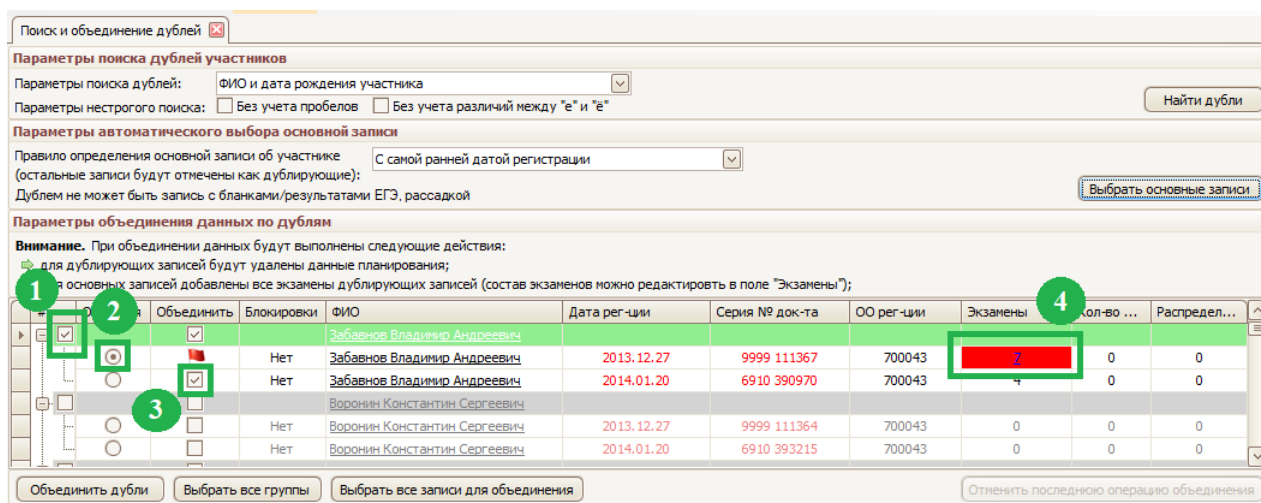 Поиск и объединение дублей
Параметры поиска дублей участников
Параметры поиска дублей: ФИО и дата рождения участника
Параметры нестрогого поиска: Без учета пробелов Без учета различий между "е" и "ё"
Найти дубли
Параметры автоматического выбора основной записи
Правило определения основной записи об участнике С самой ранней датой регистрации
(остальные записи будут отмечены как дублирующие):
Выбрать основные записи
Дублем не может быть запись с бланками/результатами ЕГЭ, рассадкой
Параметры объединения данных по дублям
Внимание. При объединении данных будут выполнены следующие действия:
для дублирующих записей будут удалены данные планирования;
основных записей добавлены все экзамены дублирующих записей (состав экзаменов можно редактировть в поле "Экзамены");
1 2 4
# Объединить Блокировки ФИО Дата рег-ции Серия № док-та ОО рег-ции Экзамены Кол-во ... Распредел...
Забавнов Владимир Андреевич
Нет Забавнов Владимир Андреевич 2013.12.27 9999 111367 700043 7 0 0
Нет Забавнов Владимир Андреевич 2014.01.20 6910 390970 700043 4 0 0
3
Воронин Константин Сергеевич
Нет Воронин Константин Сергеевич 2013.12.27 9999 111364 700043 0 0 0
Нет Воронин Константин Сергеевич 2014.01.20 6910 393215 700043 0 0 0
Объединить дубли Выбрать все группы Выбрать все записи для объединения Отменить последнюю операцию объединения